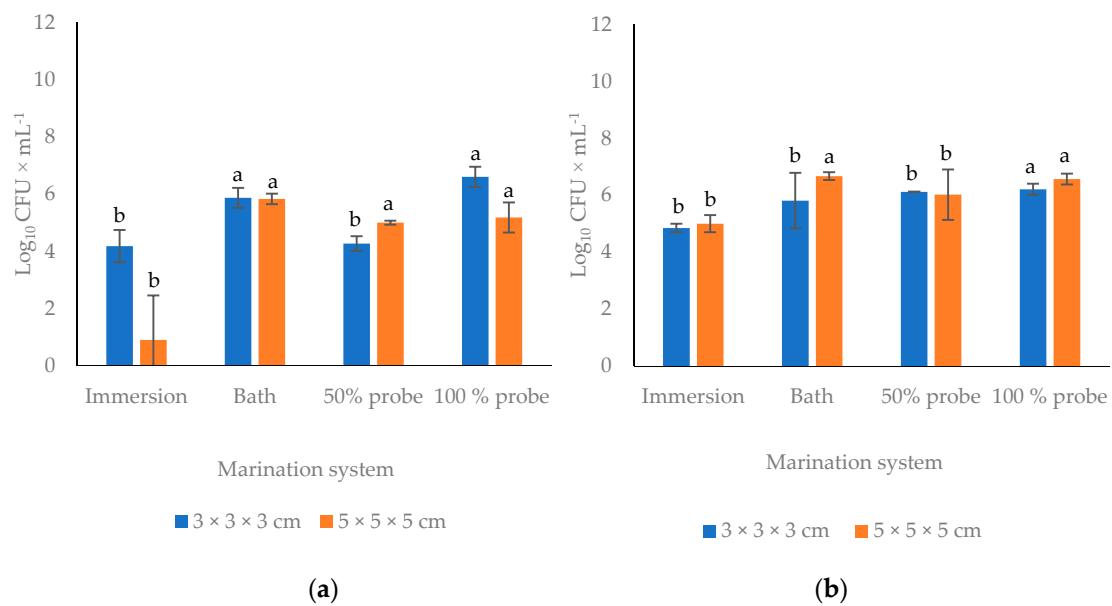 12
10
8
6
4
2
0
Log10 CFU × mL-1
b
b
a
a
b
a
a
a
Immersion
Bath
50% probe
100 % probe
Marination system
3 × 3 × 3 cm
5 × 5 × 5 cm
(a)
12
10
8
6
4
2
0
Log10 CFU × mL-1
b
b
b
a
b
b
a
a
Immersion
Bath
50% probe
100 % probe
Marination system
3 × 3 × 3 cm
5 × 5 × 5 cm
(b)